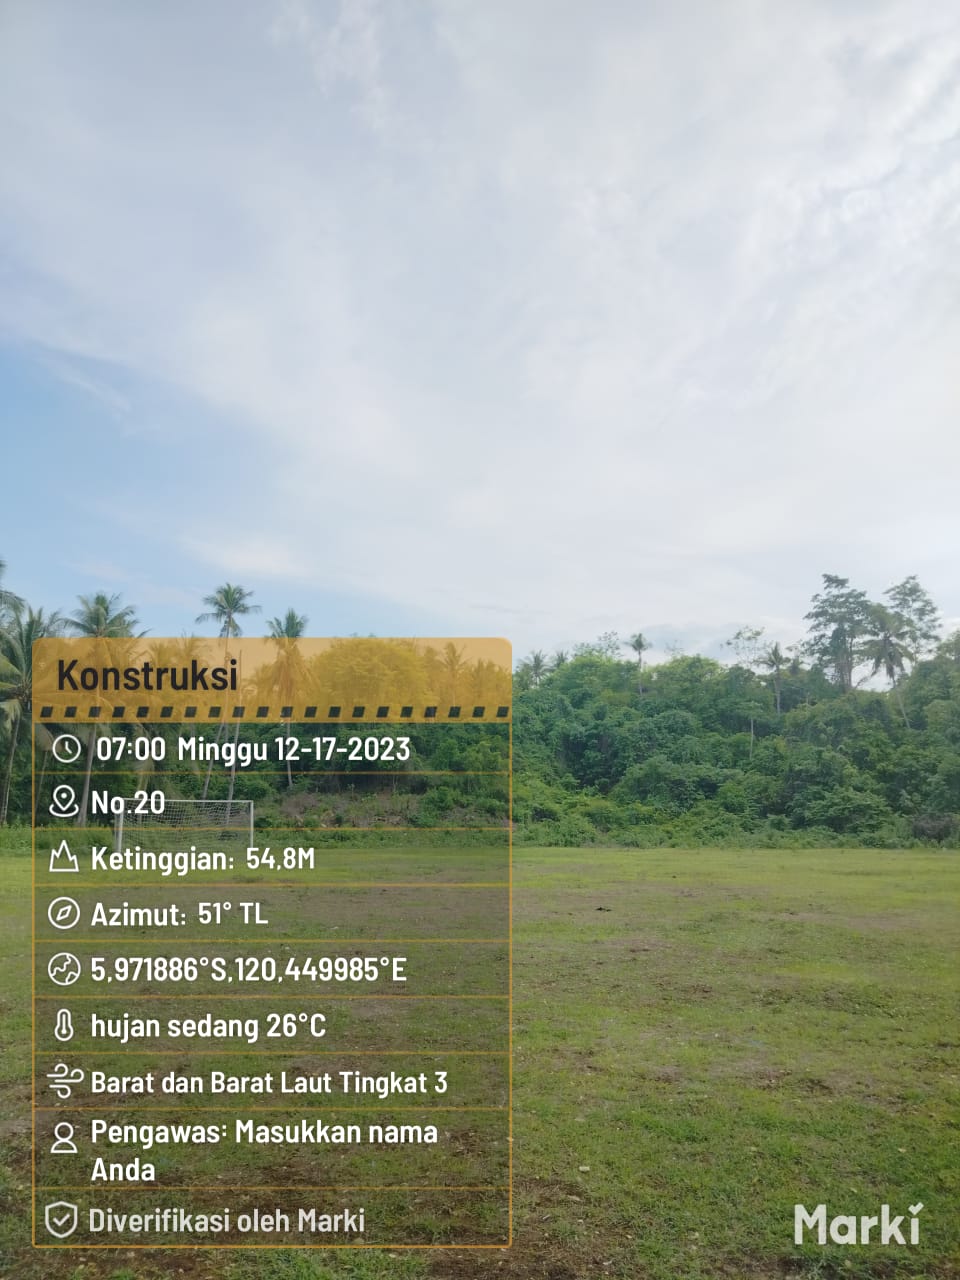 Konstruksi
07:00 Minggu 12-17-2023
No.20
Ketinggian: 54,8M
Azimut: 51° TL
5,971886°S,120,449985°E
hujan sedang 26°C
Barat dan Barat Laut Tingkat 3
Pengawas: Masukkan nama
Anda
Diverifikasi oleh Marki
Marki